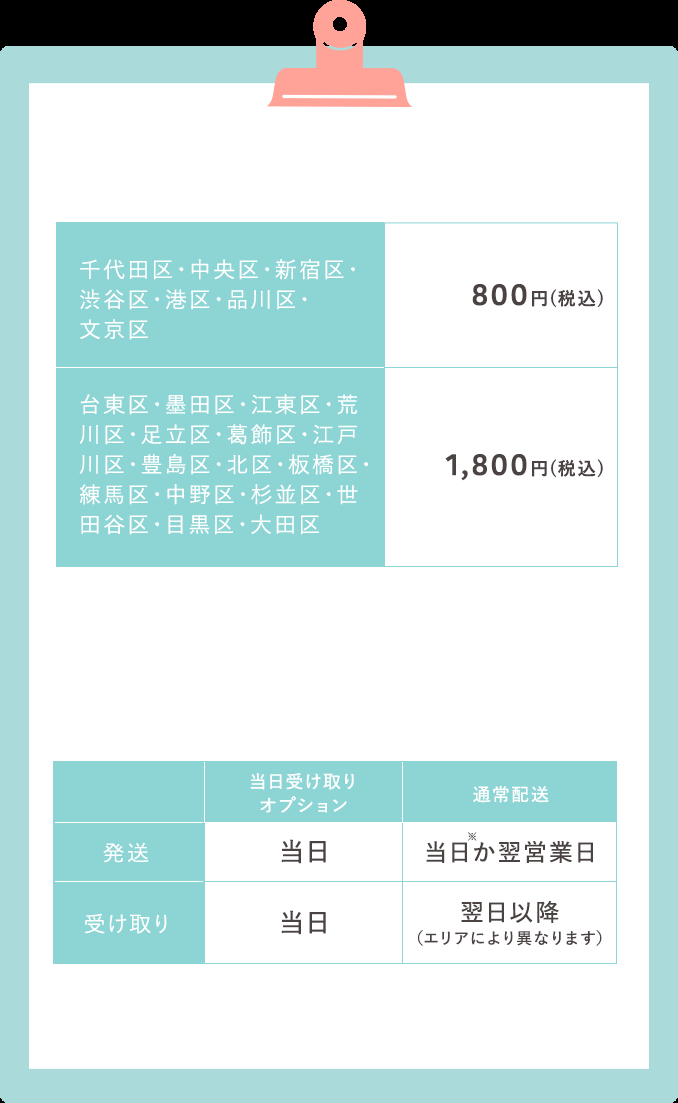 千代田区・中央区・新宿区・
渋谷区・港区・品川区・
文京区
800円(税込)
台東区・墨田区・江東区・荒
川区・足立区・葛飾区・江戸
川区・豊島区・北区・板橋区・
練馬区・中野区・杉並区・世
田谷区・目黒区・大田区
1,800円(税込)
当日受け取り
オプション
通常配送
発送
当日
当日※か翌営業日
受け取り
当日
翌日以降
(エリアにより異なります)